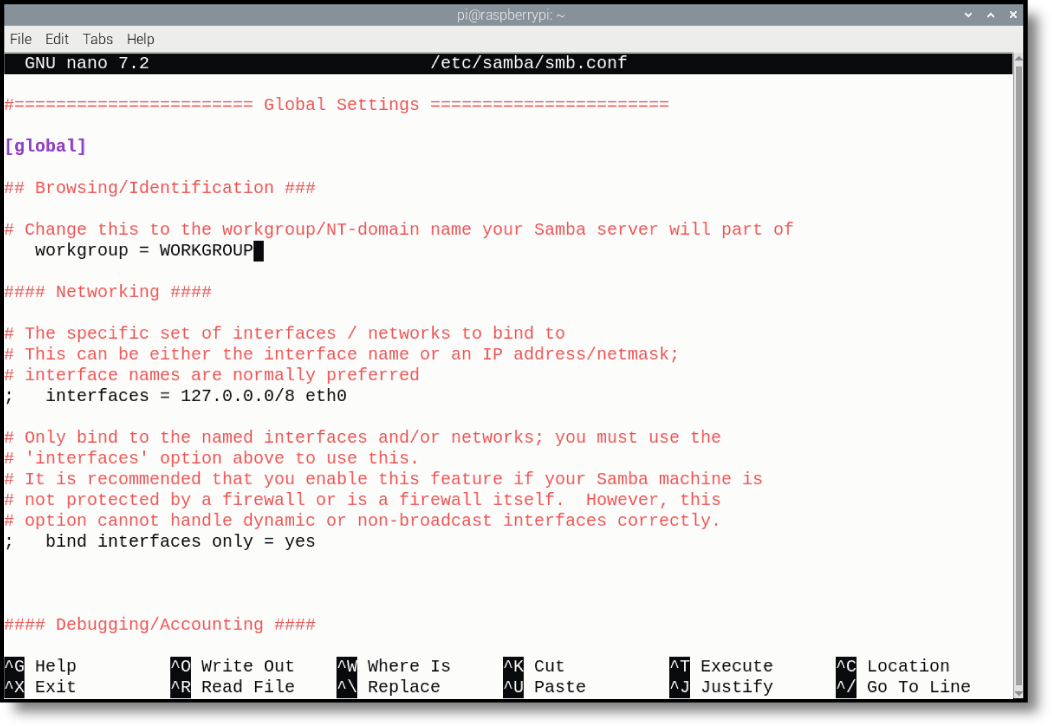 pi@raspberrypi: ~
File Edit Tabs Help
GNU nano 7.2 /etc/samba/smb.conf
#======================= Global Settings =======================
[global]
## Browsing/Identification ###
# Change this to the workgroup/NT-domain name your Samba server will part of
workgroup = WORKGROUP
#### Networking ####
# The specific set of interfaces / networks to bind to
# This can be either the interface name or an IP address/netmask;
# interface names are normally preferred
;   interfaces = 127.0.0.0/8 eth0
# Only bind to the named interfaces and/or networks; you must use the
# 'interfaces' option above to use this.
# It is recommended that you enable this feature if your Samba machine is
# not protected by a firewall or is a firewall itself.  However, this
# option cannot handle dynamic or non-broadcast interfaces correctly.
;   bind interfaces only = yes
#### Debugging/Accounting ####
^G Help ^O Write Out ^W Where Is ^K Cut ^T Execute ^C Location
^X Exit ^R Read File ^\ Replace ^U Paste ^J Justify ^/ Go To Line